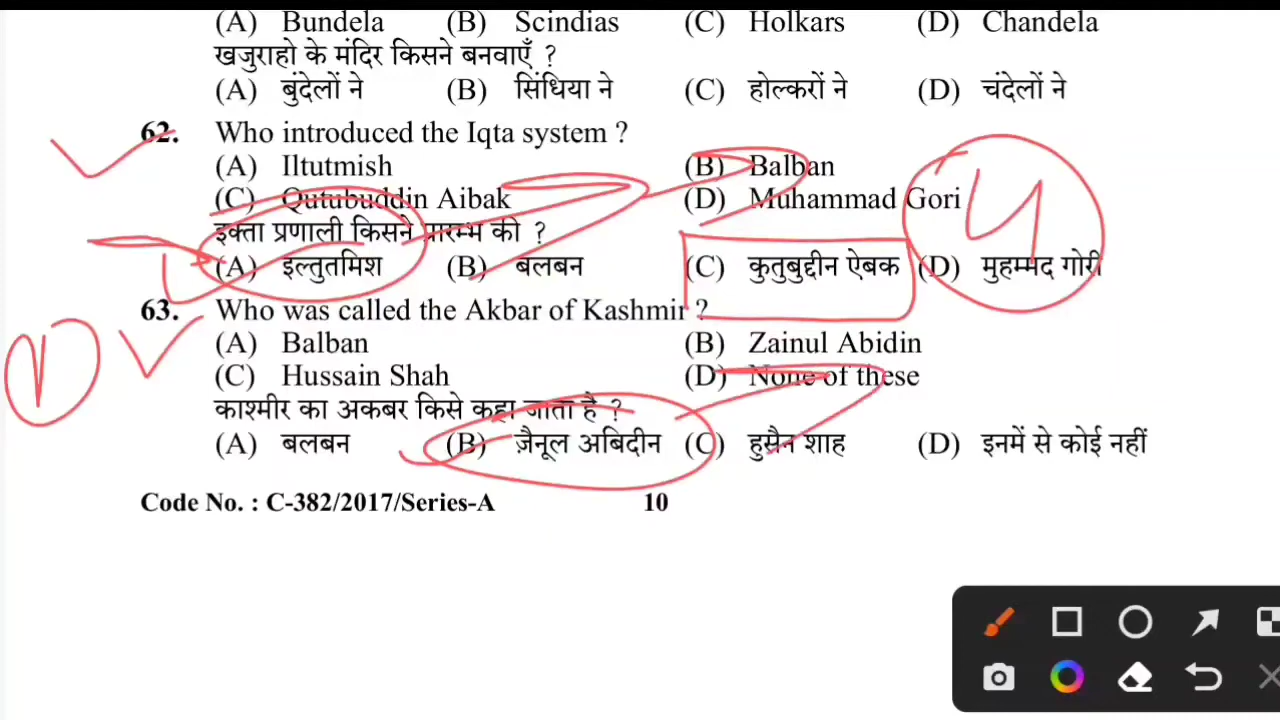 (A) Bundela (B) Scindias (C) Holkars (D) Chandela
खजुराहो के मंदिर किसने बनवाएँ ?
(A) बुंदेलों ने (B) सिंधिया ने (C) होल्करों ने (D) चंदेलों ने
62. Who introduced the Iqta system ?
(A) Iltutmish (B) Balban
(C) Qutubuddin Aibak (D) Muhammad Gori
इक्ता प्रणाली किसने प्रारम्भ की ?
(A) इल्तुतमिश (B) बलबन (C) कुतुबुद्दीन ऐबक (D) मुहम्मद गोरी
63. Who was called the Akbar of Kashmir ?
(A) Balban (B) Zainul Abidin
(C) Hussain Shah (D) None of these
काश्मीर का अकबर किसे कहा जाता है ?
(A) बलबन (B) ज़ैनूल अबिदीन (C) हुसैन शाह (D) इनमें से कोई नहीं
Code No. : C-382/2017/Series-A 10